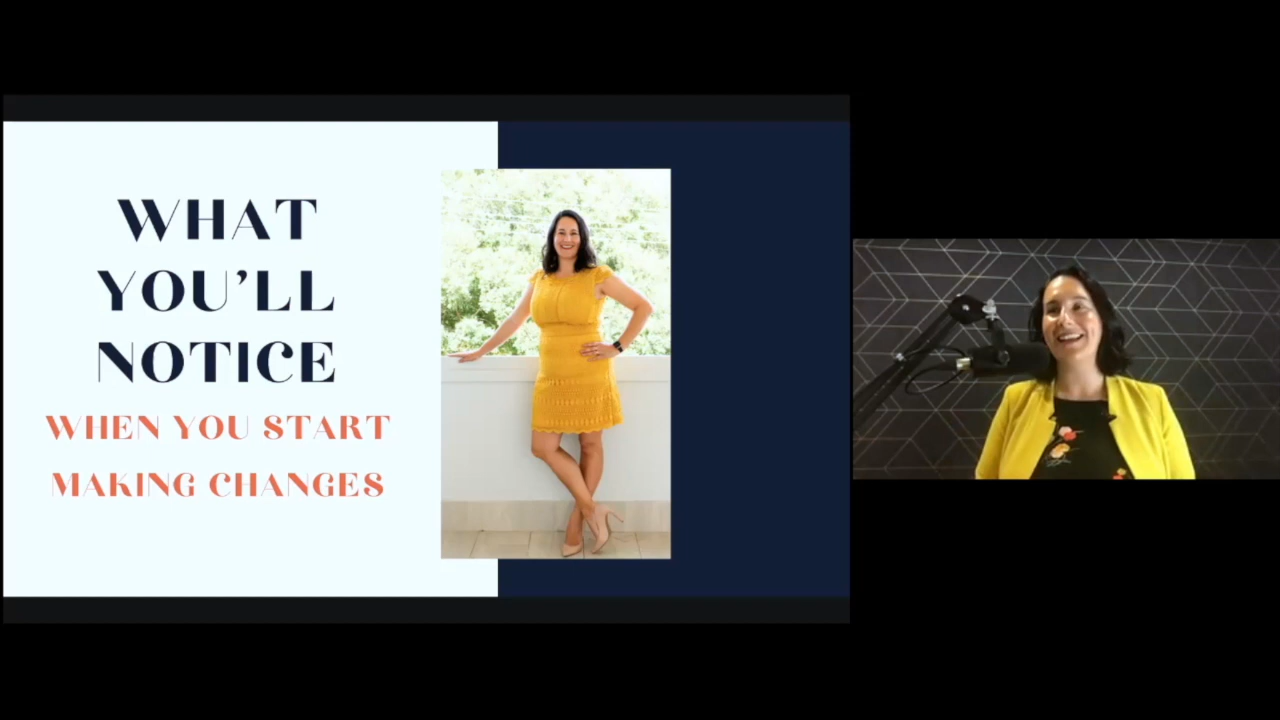 WHAT
YOU'LL
NOTICE
WHEN YOU START
MAKING CHANGES